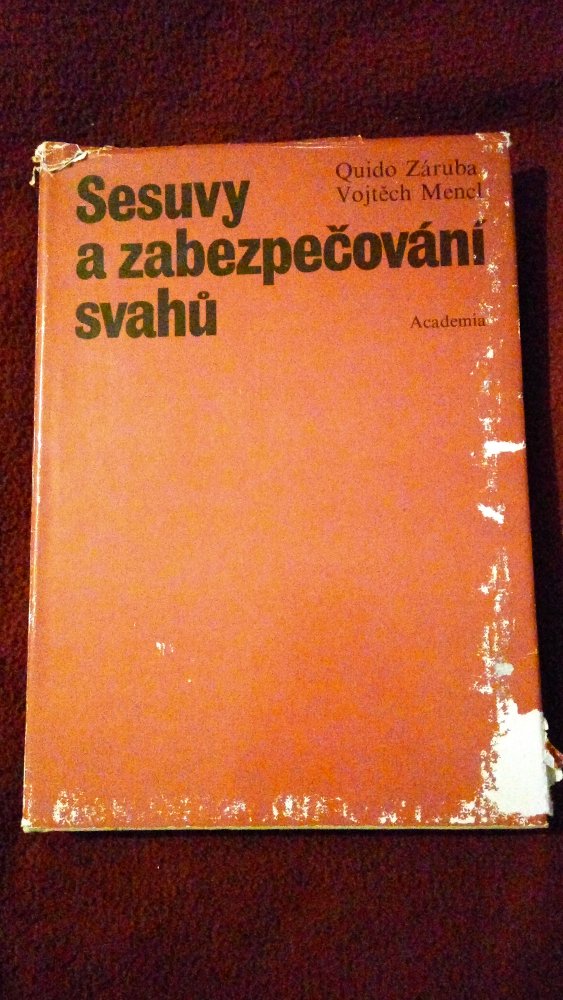 Quido Záruba
Vojtěch Mencl
Sesuvy
a zabezpečování
svahů
Academia